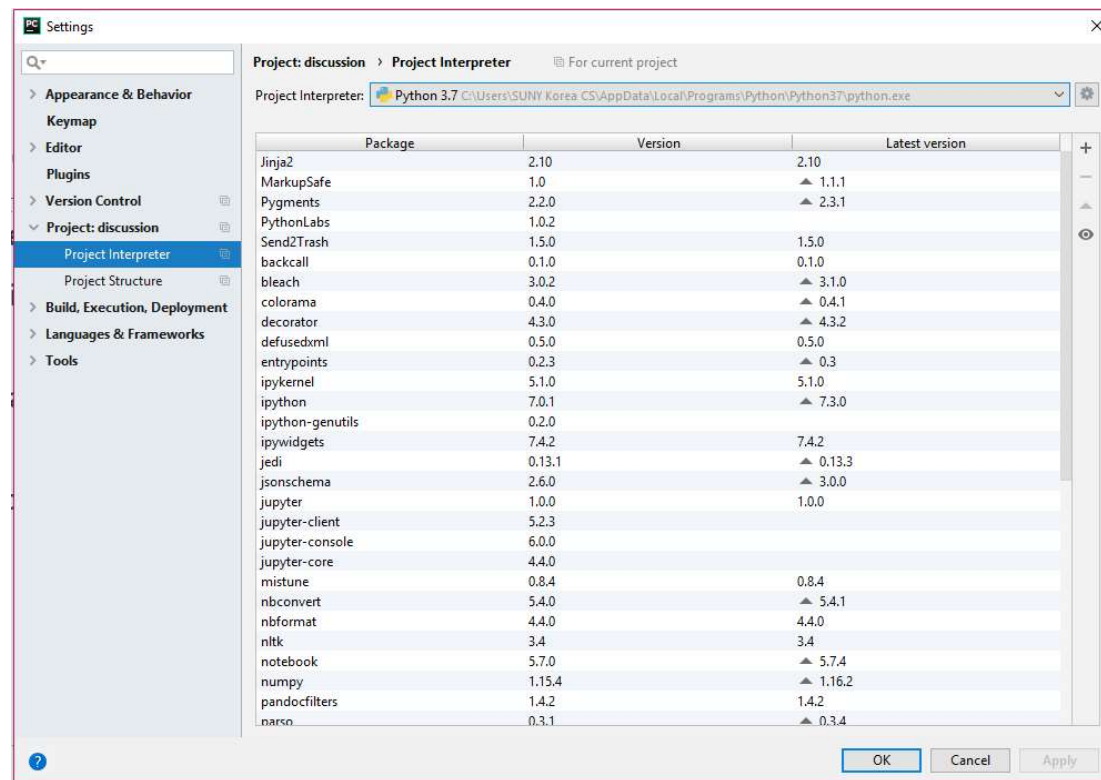 PC Settings
Appearance & Behavior
Keymap
Editor
Plugins
Version Control
Project: discussion
Project Interpreter
Project Structure
Build, Execution, Deployment
Languages & Frameworks
Tools
Project: discussion › Project Interpreter For current project
Project Interpreter: Python 3.7 C:\Users\SUNY Korea CS\AppData\Local\Programs\Python\Python37\python.exe
Package Version Latest version
Jinja2 2.10 2.10
MarkupSafe 1.0 1.1.1
Pygments 2.2.0 2.3.1
PythonLabs 1.0.2
Send2Trash 1.5.0 1.5.0
backcall 0.1.0 0.1.0
bleach 3.0.2 3.1.0
colorama 0.4.0 0.4.1
decorator 4.3.0 4.3.2
defusedxml 0.5.0 0.5.0
entrypoints 0.2.3 0.3
ipykernel 5.1.0 5.1.0
ipython 7.0.1 7.3.0
ipython-genutils 0.2.0
ipywidgets 7.4.2 7.4.2
jedi 0.13.1 0.13.3
jsonschema 2.6.0 3.0.0
jupyter 1.0.0 1.0.0
jupyter-client 5.2.3
jupyter-console 6.0.0
jupyter-core 4.4.0
mistune 0.8.4 0.8.4
nbconvert 5.4.0 5.4.1
nbformat 4.4.0 4.4.0
nltk 3.4 3.4
notebook 5.7.0 5.7.4
numpy 1.15.4 1.16.2
pandocfilters 1.4.2 1.4.2
parso 0.3.1 0.3.4
? OK Cancel Apply